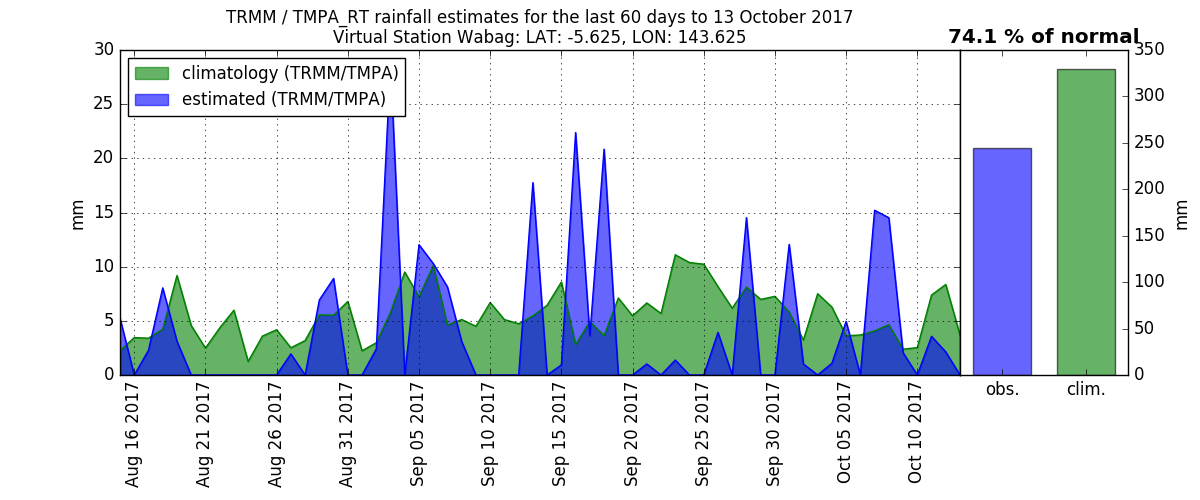 TRMM / TMPA_RT rainfall estimates for the last 60 days to 13 October 2017
Virtual Station Wabag: LAT: -5.625, LON: 143.625
74.1 % of normal
climatology (TRMM/TMPA)
estimated (TRMM/TMPA)
mm
30
25
20
15
10
5
0
Aug 16 2017
Aug 21 2017
Aug 26 2017
Aug 31 2017
Sep 05 2017
Sep 10 2017
Sep 15 2017
Sep 20 2017
Sep 25 2017
Sep 30 2017
Oct 05 2017
Oct 10 2017
obs.
clim.
350
300
250
200
150
100
50
0
mm